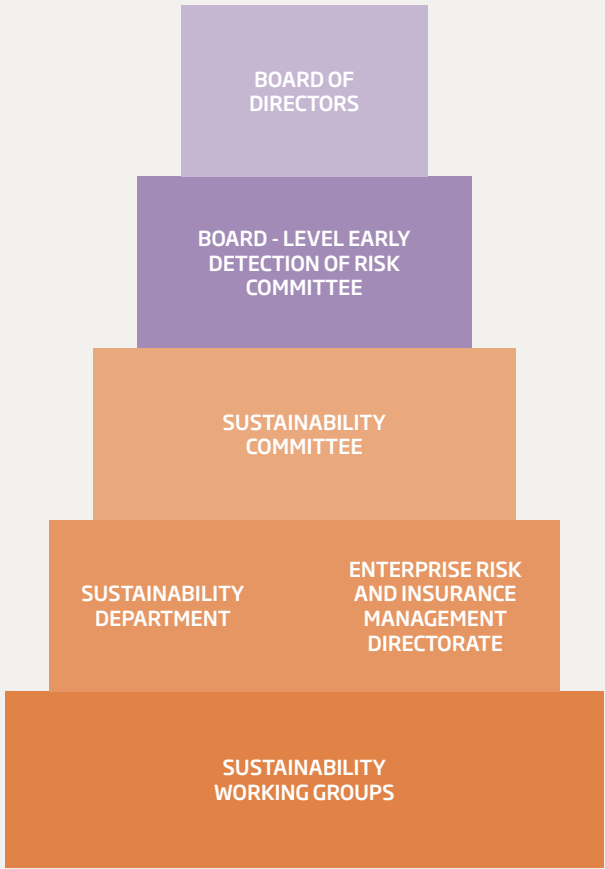 BOARD OF
DIRECTORS
BOARD - LEVEL EARLY
DETECTION OF RISK
COMMITTEE
SUSTAINABILITY
COMMITTEE
SUSTAINABILITY
DEPARTMENT
ENTERPRISE RISK
AND INSURANCE
MANAGEMENT
DIRECTORATE
SUSTAINABILITY
WORKING GROUPS